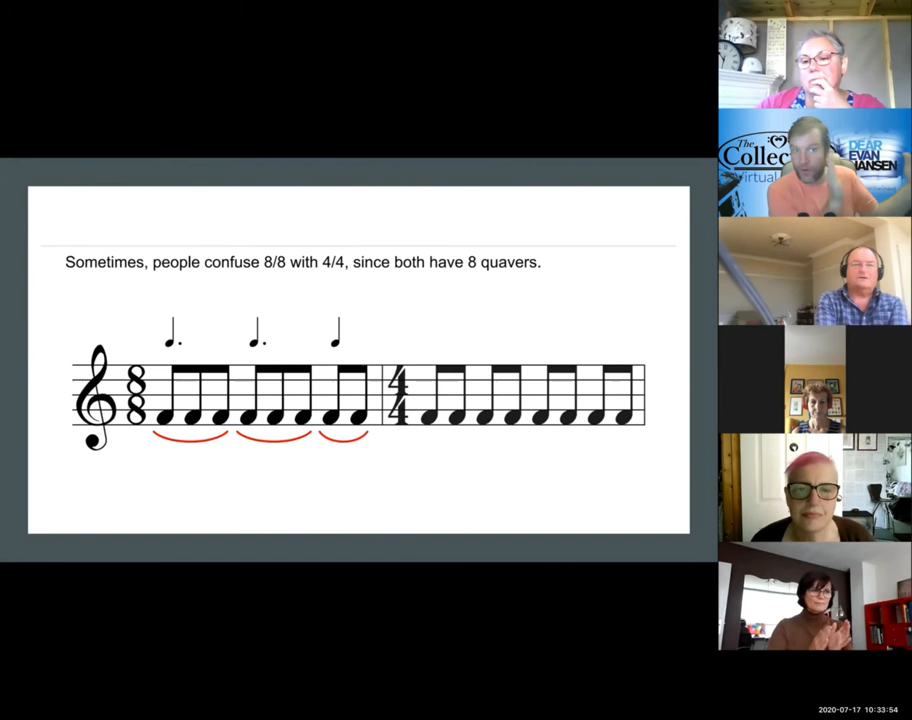 Sometimes, people confuse 8/8 with 4/4, since both have 8 quavers.
8
8
4
4
The
Collec
Virtual
DEAR
EVAN
HANSEN
2020-07-17 10:33:54